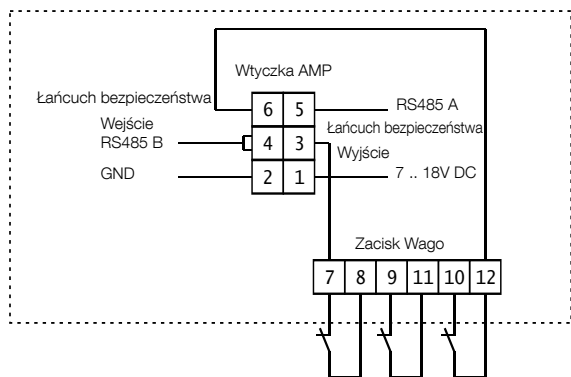 Wtyczka AMP
Łańcuch bezpieczeństwa
Wejście
6 5
RS485 A
Łańcuch bezpieczeństwa
Wyjście
RS485 B
4 3
GND
2 1
7 .. 18V DC
Zacisk Wago
7 8 9 11 10 12